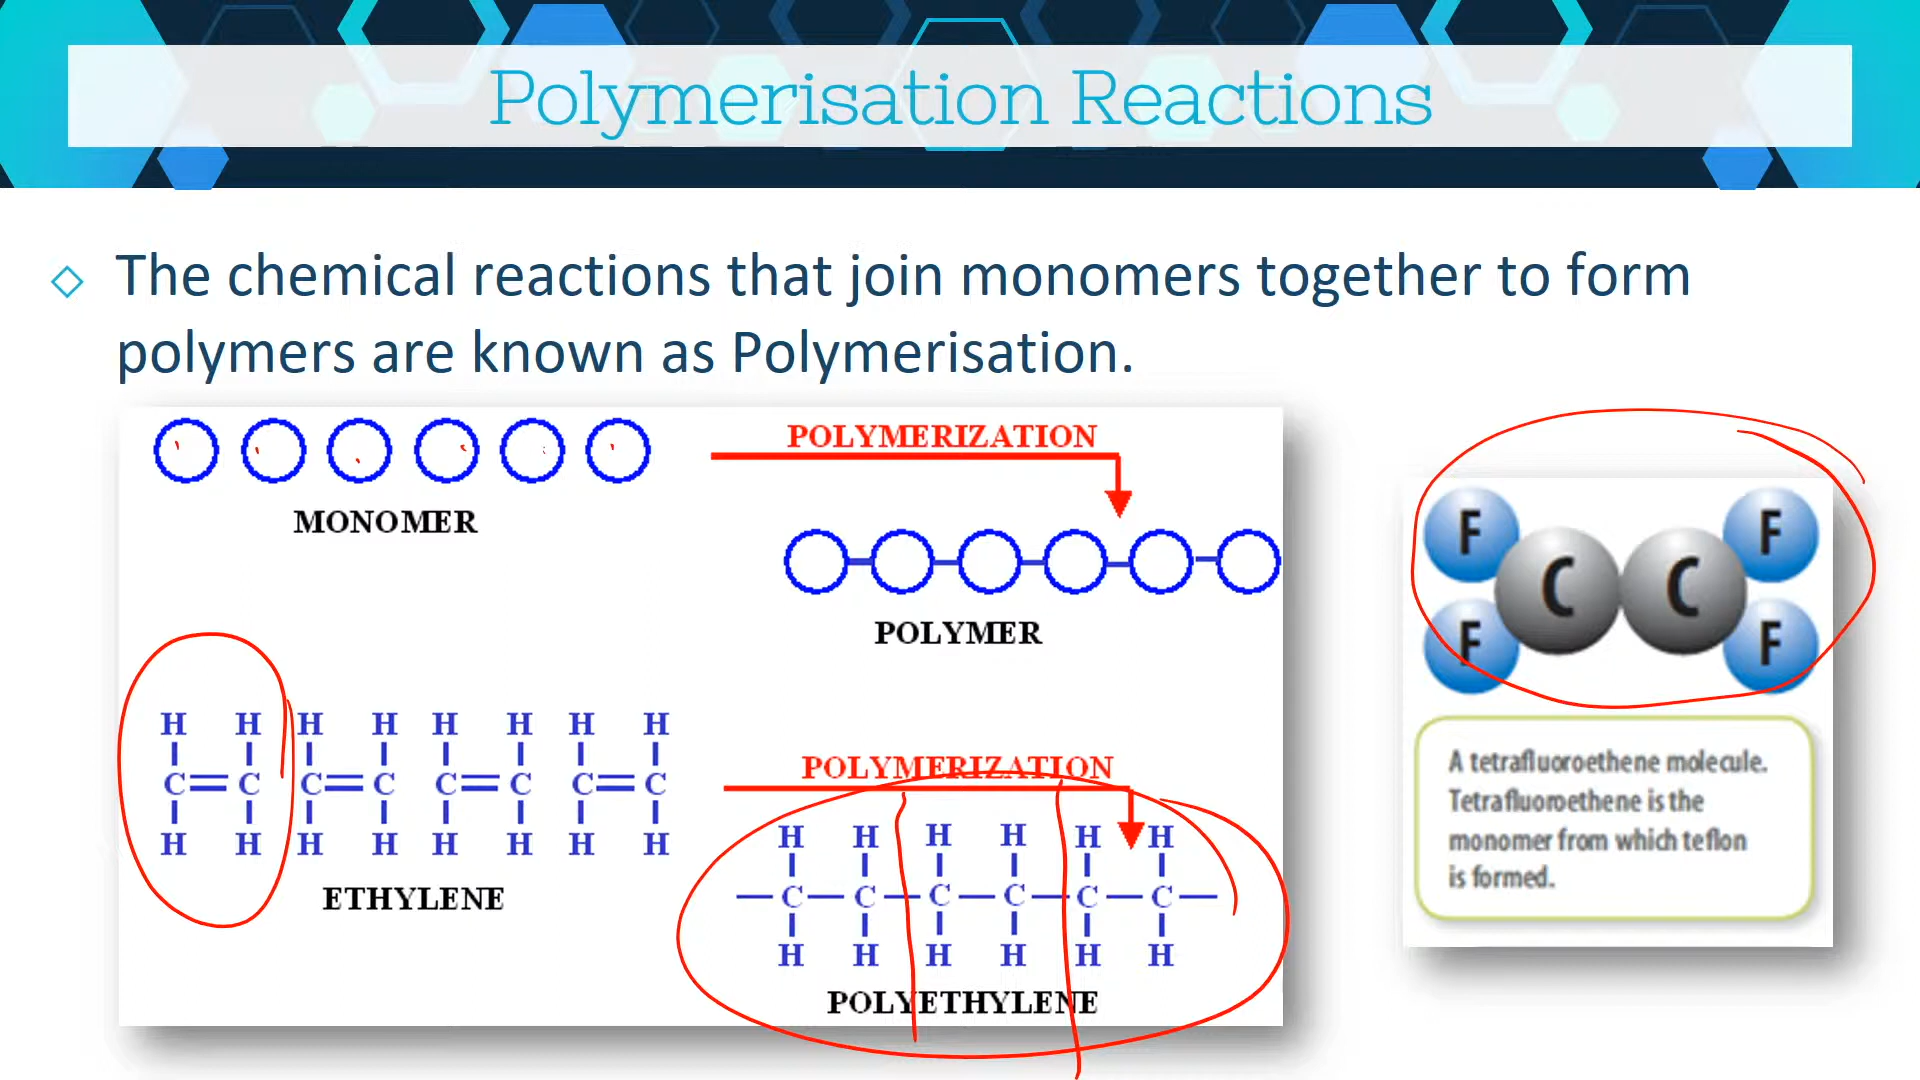 Polymerisation Reactions
The chemical reactions that join monomers together to form
polymers are known as Polymerisation.
MONOMER
POLYMERIZATION
POLYMER
H H H H H H H H
C C C C C C C C
H H H H H H H H
ETHYLENE
POLYMERIZATION
H H H H H H
C C C C C C
H H H H H H
POLYETHYLENE
F F
C C
F F
A tetrafluoroethene molecule.
Tetrafluoroethene is the
monomer from which teflon
is formed.